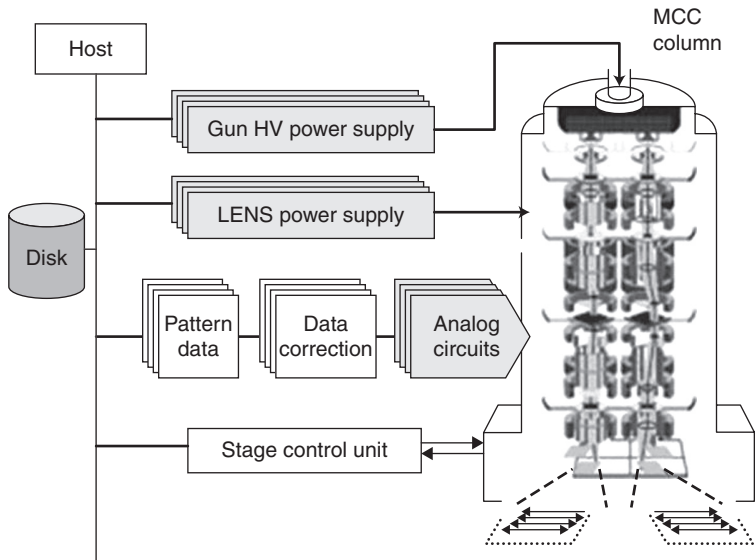 Host
MCC
column
Gun HV power supply
LENS power supply
Disk
Pattern
data
Data
correction
Analog
circuits
Stage control unit